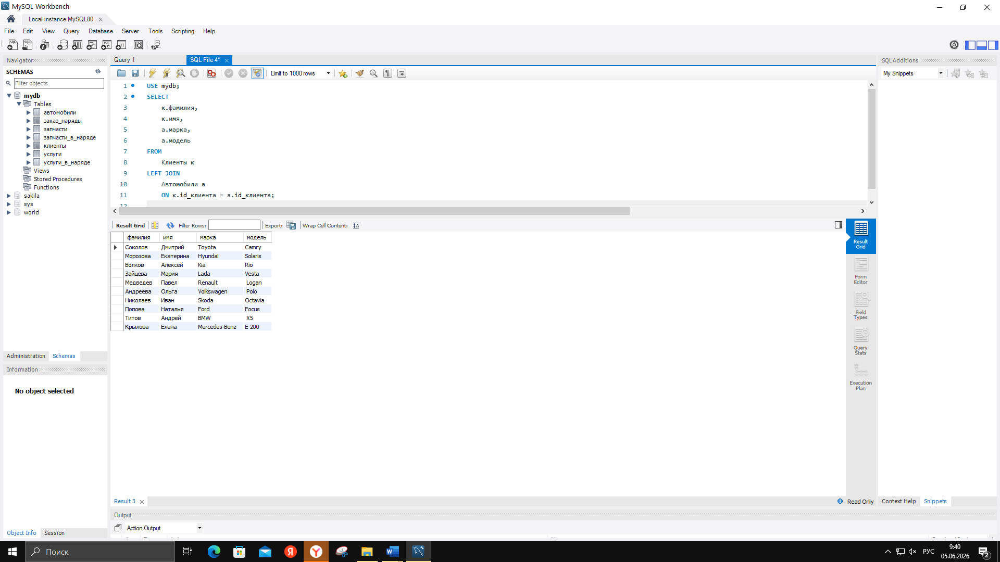 MySQL Workbench
Local instance MySQL80
File Edit View Query Database Server Tools Scripting Help
Navigator
SCHEMAS
Filter objects
mydb
Tables
автомобили
заказ_наряды
запчасти
запчасти_в_наряде
клиенты
услуги
услуги_в_наряде
Views
Stored Procedures
Functions
sakila
sys
world
Administration Schemas
Information
No object selected
Object Info Session
Query 1 SQL File 4*
Limit to 1000 rows
1 USE mydb;
2 SELECT
3 к.фамилия,
4 к.имя,
5 а.марка,
6 а.модель
7 FROM
8 Клиенты к
9 LEFT JOIN
10 Автомобили а
11 ON к.id_клиента = а.id_клиента;
12
Result Grid Filter Rows: Export: Wrap Cell Content:
фамилия имя марка модель
Соколов Дмитрий Toyota Camry
Морозова Екатерина Hyundai Solaris
Волков Алексей Kia Rio
Зайцева Мария Lada Vesta
Медведев Павел Renault Logan
Андреева Ольга Volkswagen Polo
Николаев Иван Skoda Octavia
Попова Наталья Ford Focus
Титов Андрей BMW X5
Крылова Елена Mercedes-Benz E 200
Result Grid
Form Editor
Field Types
Query Stats
Execution Plan
Result 3
Read Only
Output
Action Output
SQLAdditions
My Snippets
Context Help Snippets
Поиск
РУС
9:40
05.06.2026
2